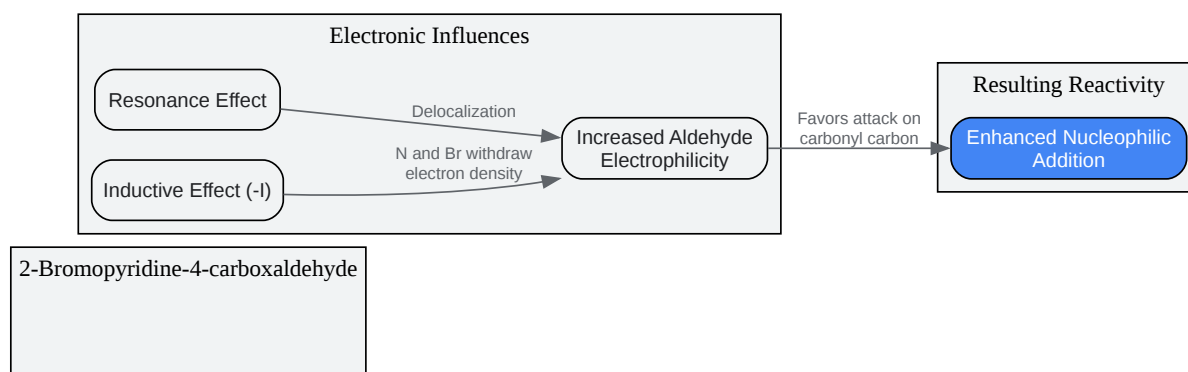 Electronic Influences
Resonance Effect
Delocalization
Inductive Effect (-I)
N and Br withdraw
electron density
Increased Aldehyde
Electrophilicity
Favors attack on
carbonyl carbon
Resulting Reactivity
Enhanced Nucleophilic
Addition
2-Bromopyridine-4-carboxaldehyde